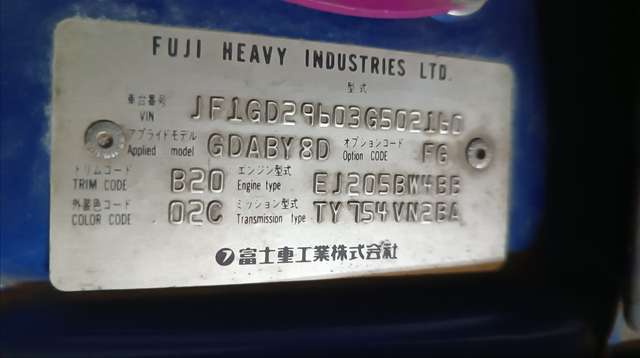 FUJI HEAVY INDUSTRIES LTD.
型式
車台番号 VIN JF1GD29603G502160
アプライドモデル Applied model GDABY8D オプションコード Option CODE FG
トリムコード TRIM CODE B20 エンジン型式 Engine type EJ205BW4BB
外装色コード COLOR CODE 02C ミッション型式 Transmission type TY754VN2BA
富士重工業株式会社